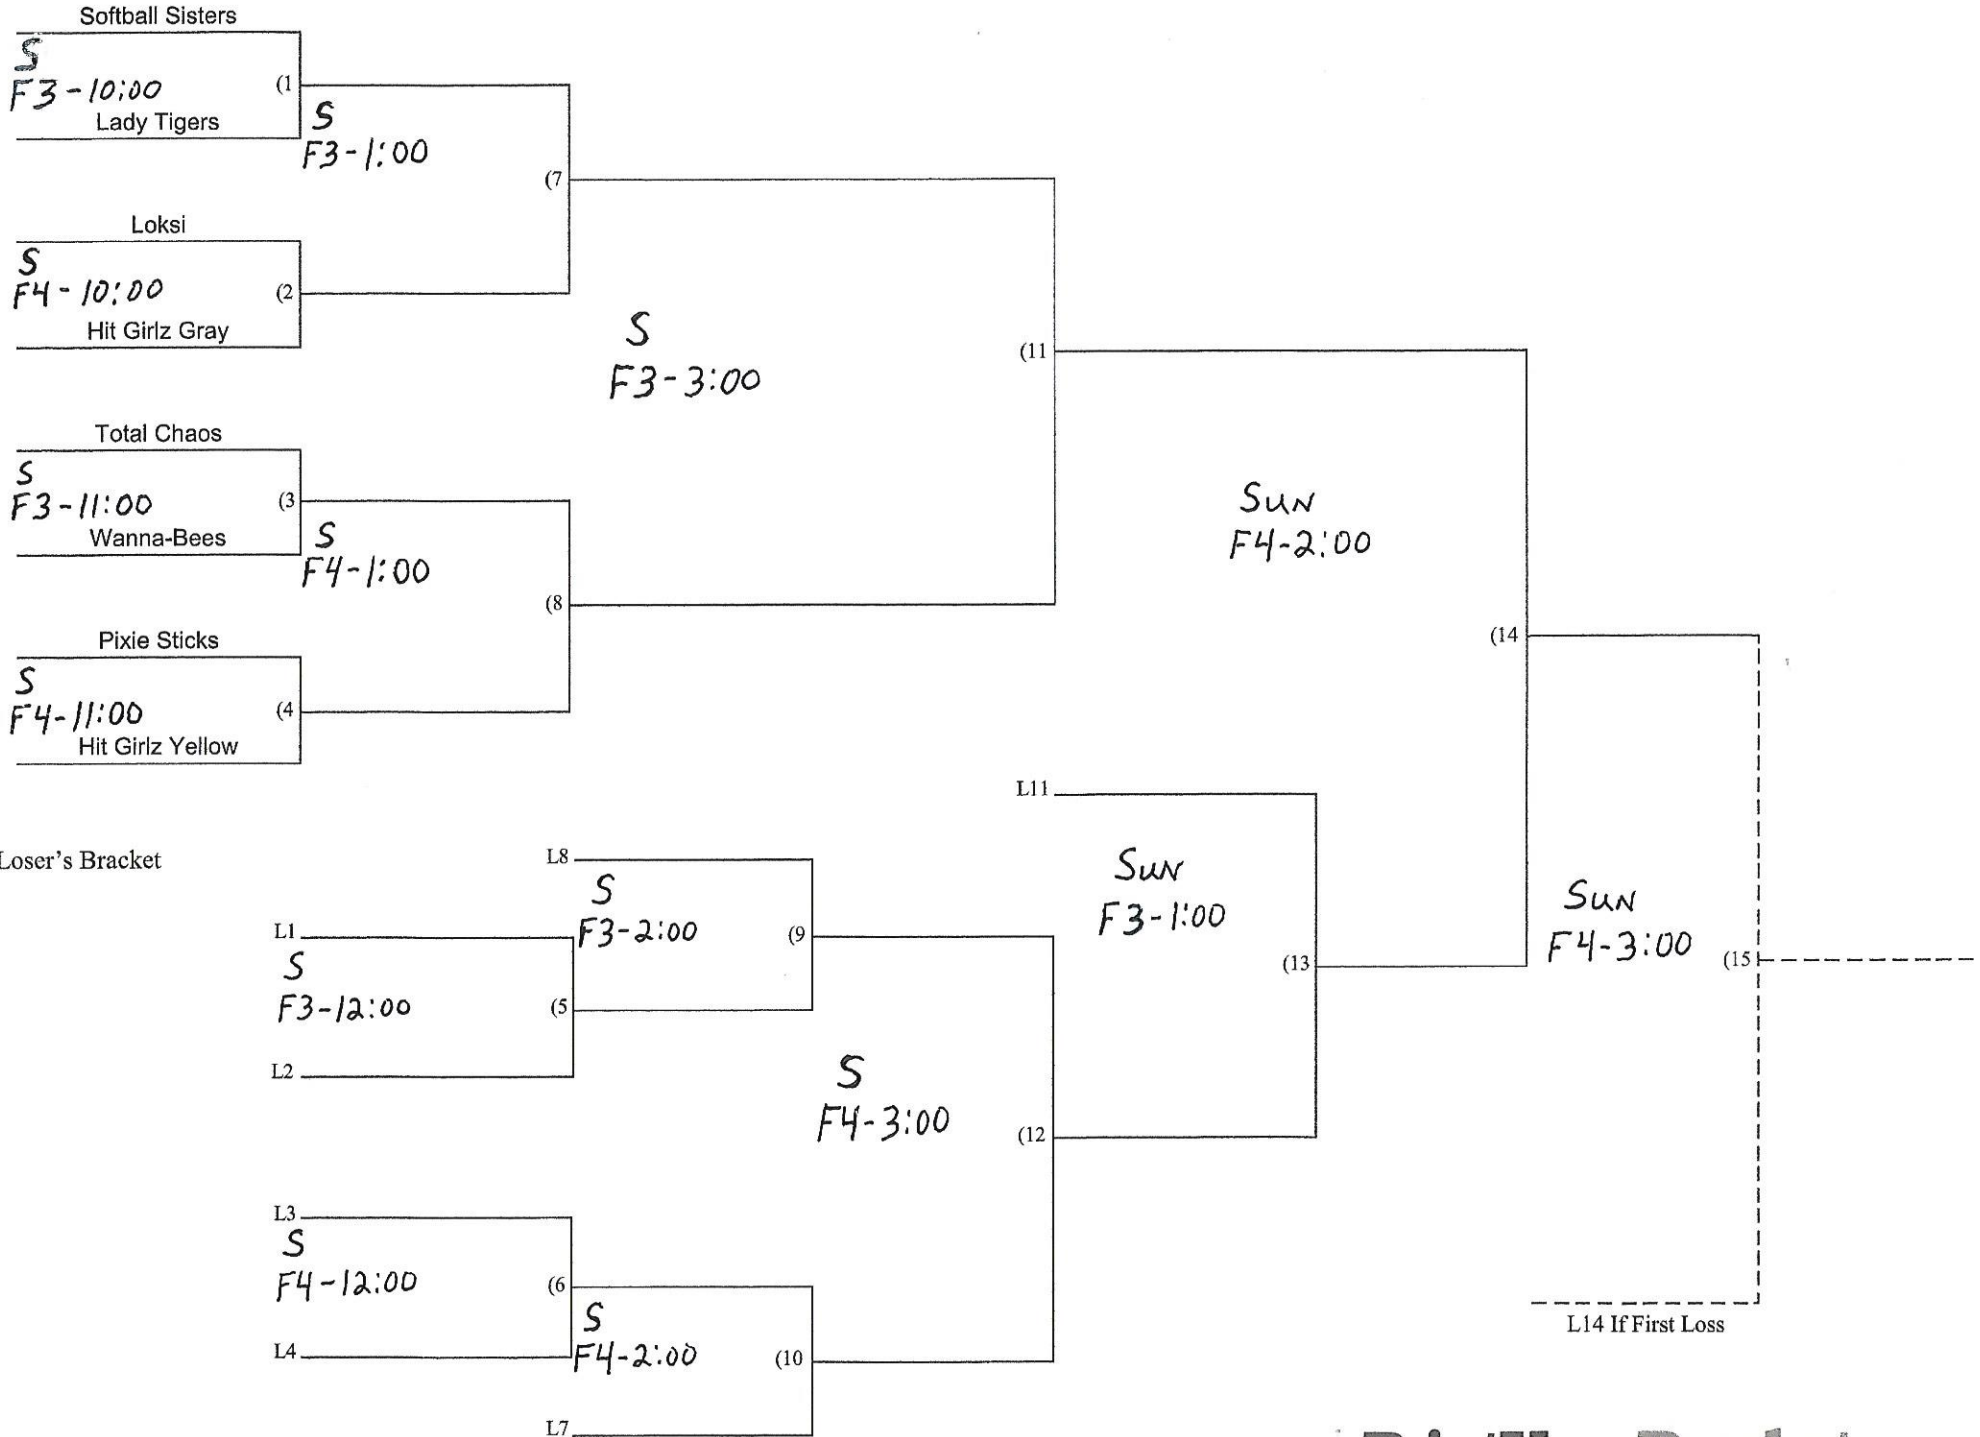 Softball Sisters
S
F3-10:00
(1
Lady Tigers
S
F3-1:00
(7
Loksi
S
F4-10:00
(2
Hit Girlz Gray
S
F3-3:00
(11
Total Chaos
S
F3-11:00
(3
Wanna-Bees
S
F4-1:00
(8
Sun
F4-2:00
(14
Pixie Sticks
S
F4-11:00
(4
Hit Girlz Yellow
L11
Loser's Bracket
L8
S
F3-2:00
(9
L1
S
F3-12:00
(5
L2
Sun
F3-1:00
(13
Sun
F4-3:00
(15
S
F4-3:00
(12
L3
S
F4-12:00
(6
L4
S
F4-2:00
(10
L7
L14 If First Loss